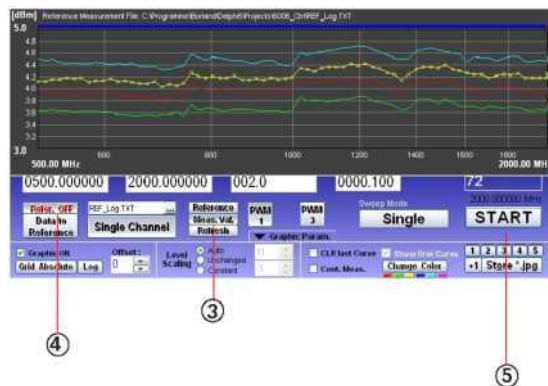 [dBm] Reference Measurement File: C:\Programme\Borland\Delphi5\Projects\6006_Ctrl\REF_Log.TXT
5.0
4.8
4.6
4.4
4.2
4.0
3.8
3.6
3.4
3.2
3.0
600 800 1000 1200 1400 1600 1800
500.00 MHz 2000.00 MHz
0500.000000 2000.000000 002.0 0000.100 72
2000.000000 MHz
Refer. OFF REF_Log.TXT ... Reference PWM 1 PWM 3 Sweep Mode
Data to Reference Single Channel Meas. Val. Single START
Refresh
Graphic Param.
Graphic ON Offset: Level Scaling Auto CLR last Curve Show first Curve 1 2 3 4 5
Grid Absolute Log 0 Unchanged Change Color +1 Store *.jpg
Constant Cont. Meas.
3
4
5